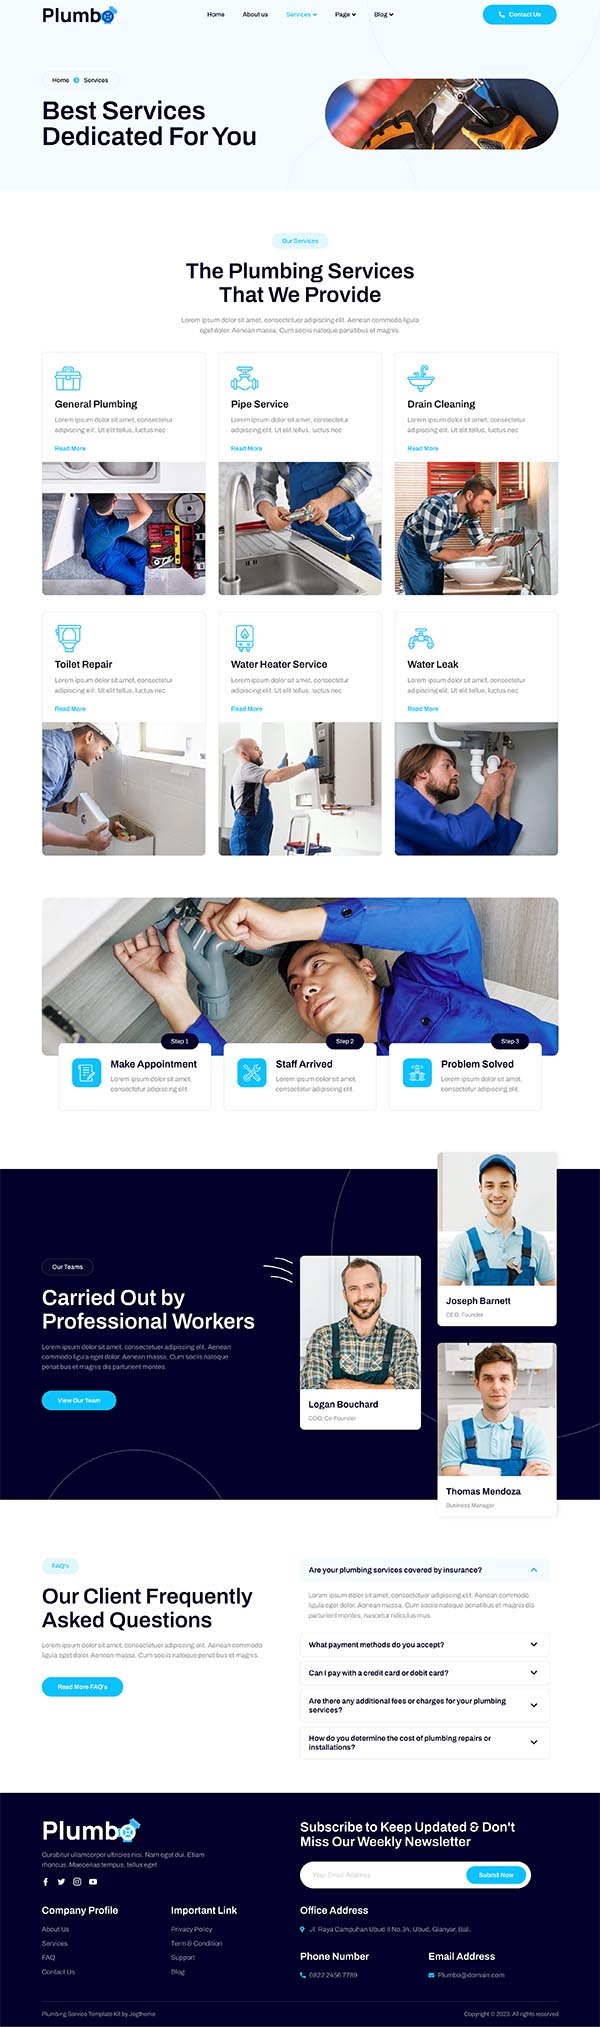 Plumbo
Home About us Services Page Blog
Contact Us
Home Services
Best Services
Dedicated For You
Our Services
The Plumbing Services
That We Provide
Lorem ipsum dolor sit amet, consectetuer adipiscing elit. Aenean commodo ligula
eget dolor. Aenean massa. Cum sociis natoque penatibus et magnis.
General Plumbing
Lorem ipsum dolor sit amet, consectetur
adipiscing elit. Ut elit tellus, luctus nec
Read More
Pipe Service
Lorem ipsum dolor sit amet, consectetur
adipiscing elit. Ut elit tellus, luctus nec
Read More
Drain Cleaning
Lorem ipsum dolor sit amet, consectetur
adipiscing elit. Ut elit tellus, luctus nec
Read More
Toilet Repair
Lorem ipsum dolor sit amet, consectetur
adipiscing elit. Ut elit tellus, luctus nec
Read More
Water Heater Service
Lorem ipsum dolor sit amet, consectetur
adipiscing elit. Ut elit tellus, luctus nec
Read More
Water Leak
Lorem ipsum dolor sit amet, consectetur
adipiscing elit. Ut elit tellus, luctus nec
Read More
Step 1
Make Appointment
Lorem ipsum dolor sit amet,
consectetur adipiscing elit.
Step 2
Staff Arrived
Lorem ipsum dolor sit amet,
consectetur adipiscing elit.
Step 3
Problem Solved
Lorem ipsum dolor sit amet,
consectetur adipiscing elit.
Our Teams
Carried Out by
Professional Workers
Lorem ipsum dolor sit amet, consectetuer adipiscing elit. Aenean
commodo ligula eget dolor. Aenean massa. Cum sociis natoque
penatibus et magnis dis parturient montes.
View Our Team
Logan Bouchard
COO, Co-Founder
Joseph Barnett
CEO, Founder
Thomas Mendoza
Business Manager
FAQ's
Our Client Frequently
Asked Questions
Lorem ipsum dolor sit amet, consectetuer adipiscing elit. Aenean commodo
ligula eget dolor. Aenean massa. Cum sociis natoque penatibus et magnis.
Read More FAQ's
Are your plumbing services covered by insurance?
Lorem ipsum dolor sit amet, consectetuer adipiscing elit. Aenean commodo
ligula eget dolor. Aenean massa. Cum sociis natoque penatibus et magnis dis
parturient montes, nascetur ridiculus mus.
What payment methods do you accept?
Can I pay with a credit card or debit card?
Are there any additional fees or charges for your plumbing
services?
How do you determine the cost of plumbing repairs or
installations?
Plumbo
Curabitur ullamcorper ultricies nisi. Nam eget dui. Etiam
rhoncus. Maecenas tempus, tellus eget
Subscribe to Keep Updated & Don't
Miss Our Weekly Newsletter
Your Email Address
Submit Now
Company Profile
About Us
Services
FAQ
Contact Us
Important Link
Privacy Policy
Term & Condition
Support
Blog
Office Address
Jl. Raya Campuhan Ubud II No.3A, Ubud, Gianyar, Bali.
Phone Number
0822 2456 7789
Email Address
Plumbo@domain.com
Plumbing Service Template Kit by Jegtheme
Copyright © 2023. All rights reserved